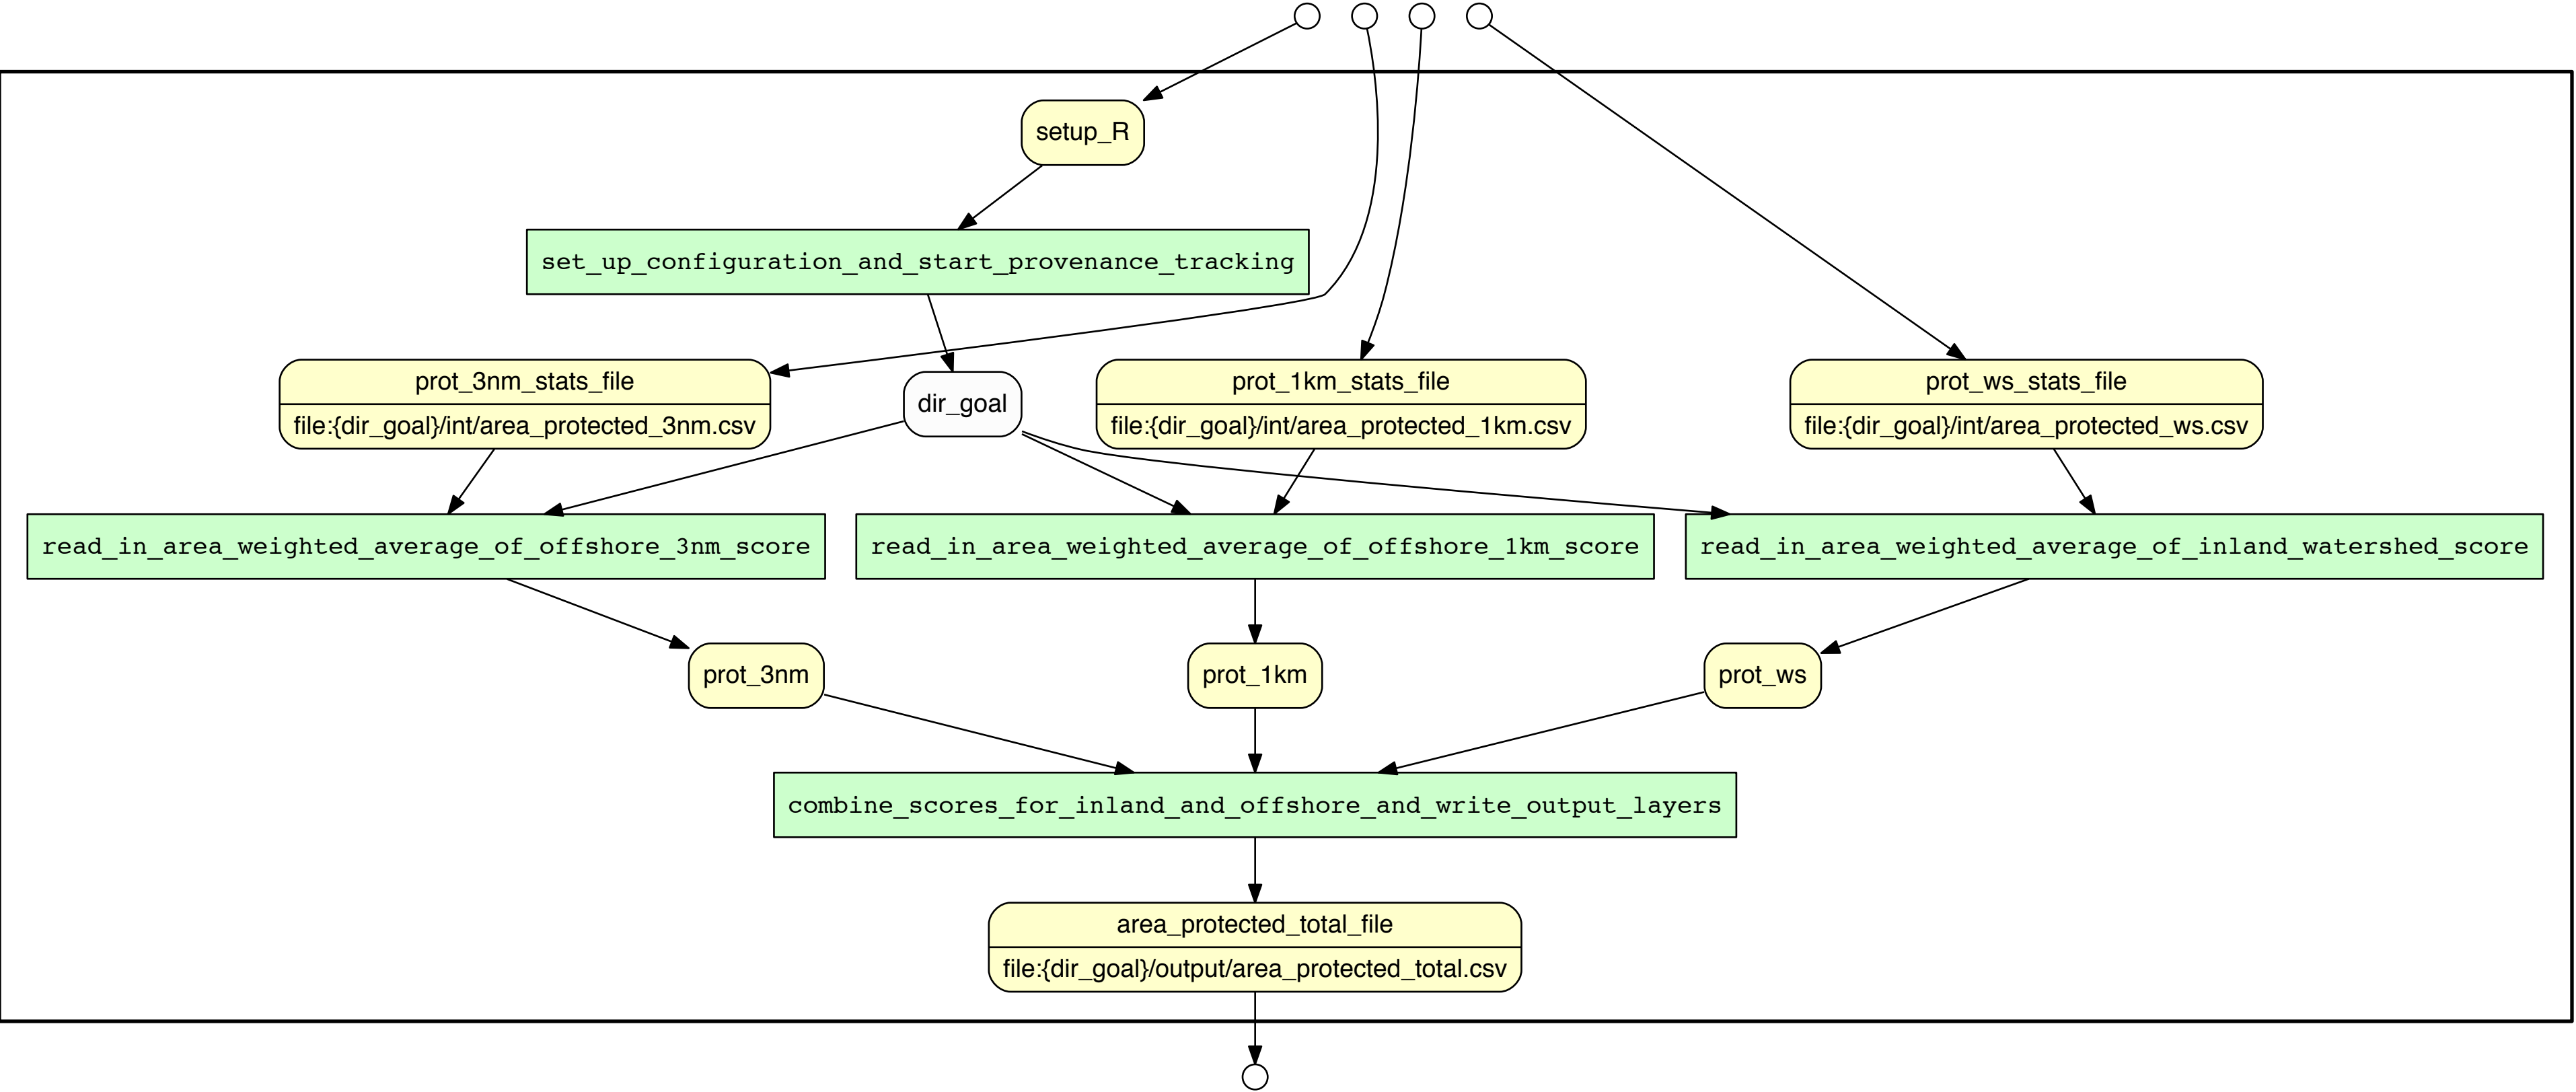 setup_R
set_up_configuration_and_start_provenance_tracking
prot_3nm_stats_file
file:{dir_goal}/int/area_protected_3nm.csv
dir_goal
prot_1km_stats_file
file:{dir_goal}/int/area_protected_1km.csv
prot_ws_stats_file
file:{dir_goal}/int/area_protected_ws.csv
read_in_area_weighted_average_of_offshore_3nm_score
read_in_area_weighted_average_of_offshore_1km_score
read_in_area_weighted_average_of_inland_watershed_score
prot_3nm
prot_1km
prot_ws
combine_scores_for_inland_and_offshore_and_write_output_layers
area_protected_total_file
file:{dir_goal}/output/area_protected_total.csv